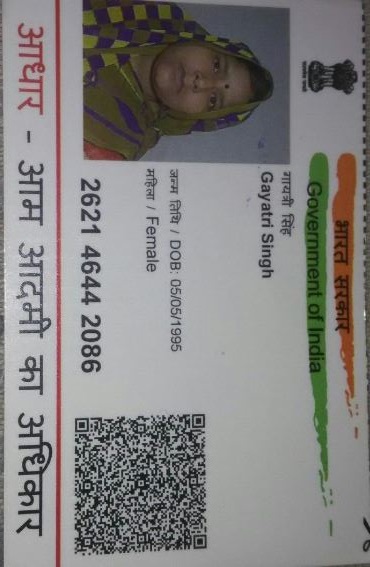 भारत सरकार
Government of India
गायत्री सिंह
Gayatri Singh
जन्म तिथि / DOB: 05/05/1995
महिला / Female
2621 4644 2086
आधार - आम आदमी का अधिकार